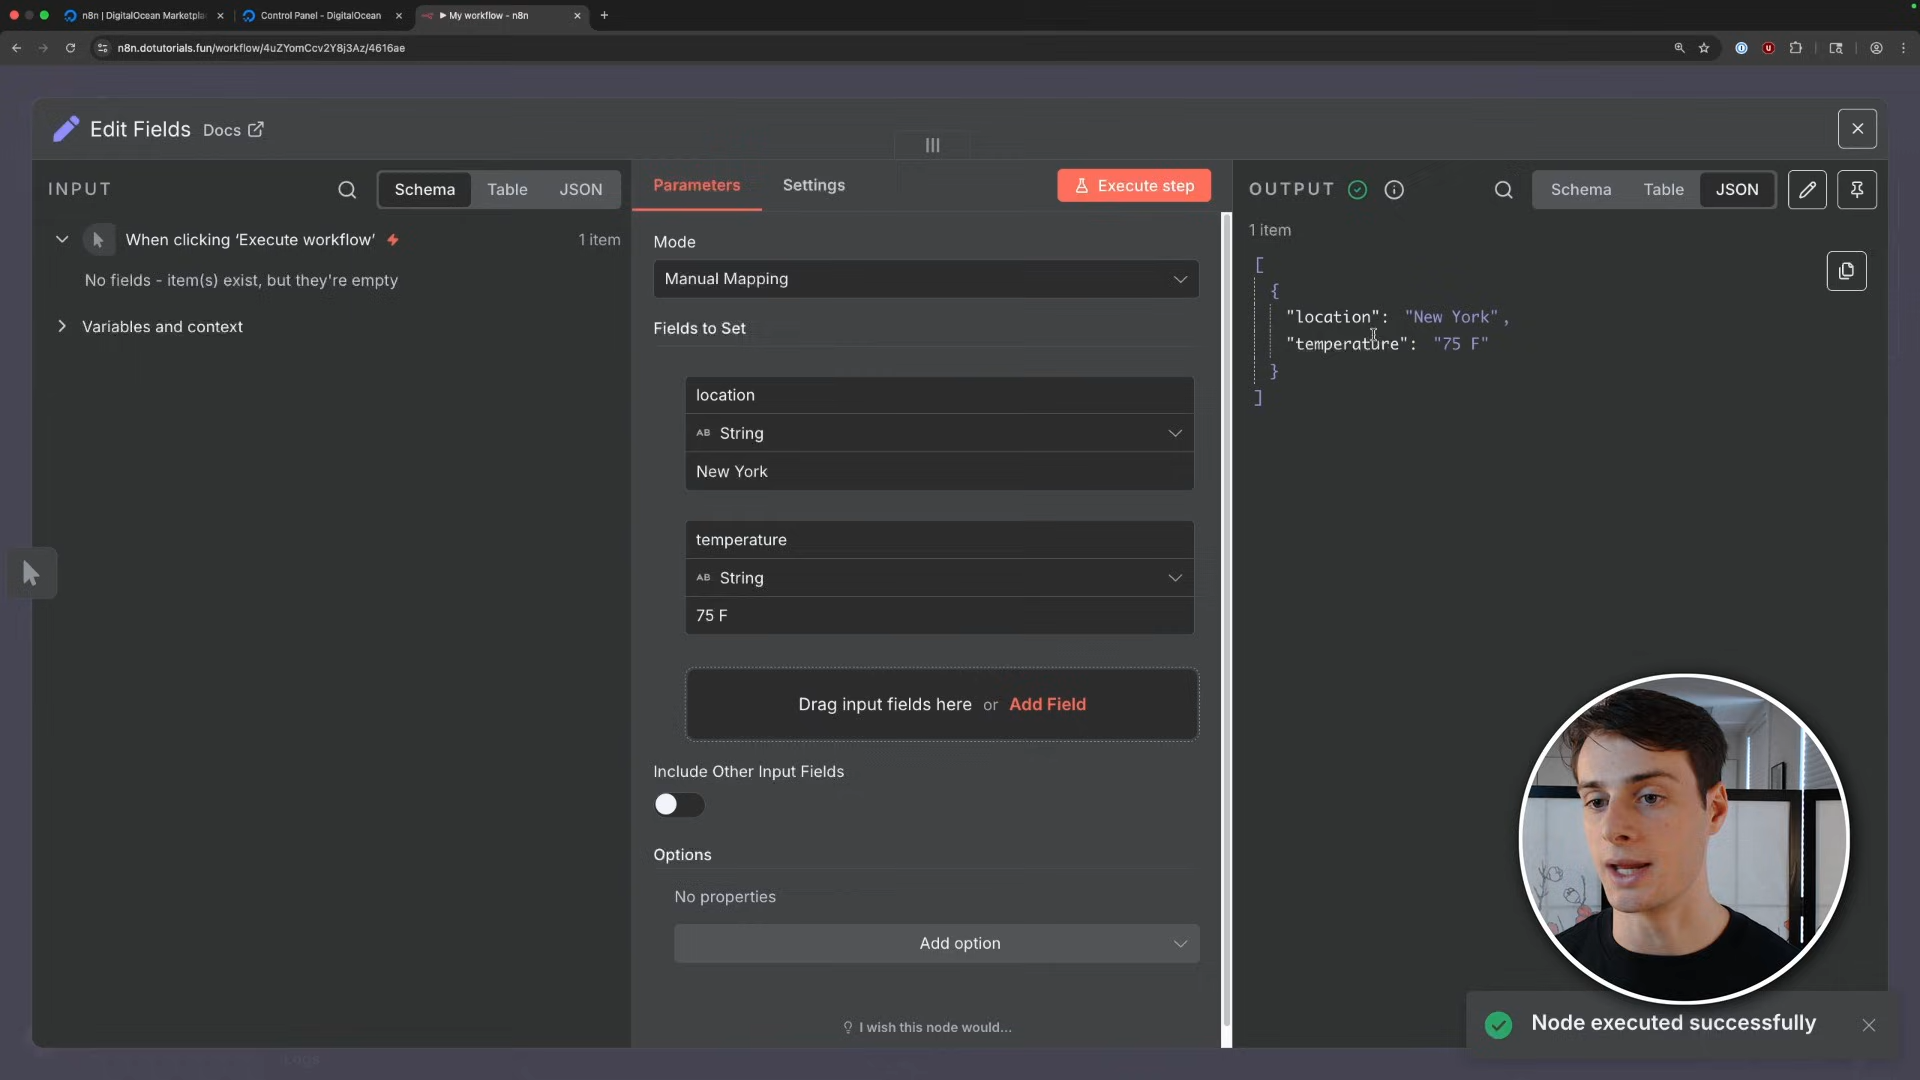 n8n | DigitalOcean Marketpla
Control Panel - DigitalOcean
▶ My workflow - n8n
n8n.dotutorials.fun/workflow/4uZYomCcv2Y8j3Az/4616ae
Edit Fields
Docs
INPUT
Schema
Table
JSON
When clicking ‘Execute workflow’
1 item
No fields - item(s) exist, but they're empty
Variables and context
Parameters
Settings
Execute step
Mode
Manual Mapping
Fields to Set
location
AB String
New York
temperature
AB String
75 F
Drag input fields here or Add Field
Include Other Input Fields
Options
No properties
Add option
I wish this node would...
OUTPUT
Schema
Table
JSON
1 item
[
{
"location": "New York",
"temperature": "75 F"
}
]
Node executed successfully
Logs